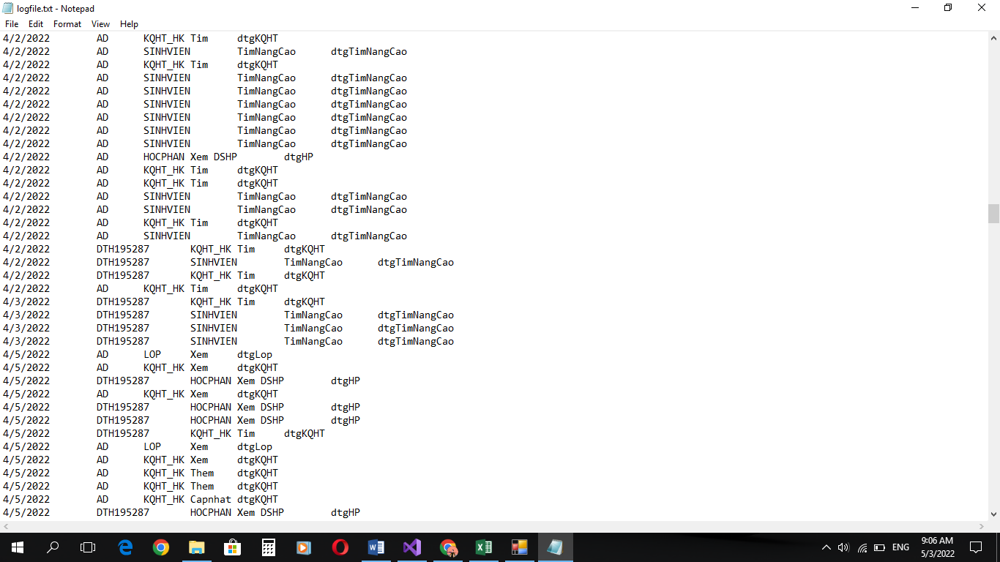 logfile.txt - Notepad
File Edit Format View Help
4/2/2022 AD KQHT_HK Tim dtgKQHT
4/2/2022 AD SINHVIEN TimNangCao dtgTimNangCao
4/2/2022 AD KQHT_HK Tim dtgKQHT
4/2/2022 AD SINHVIEN TimNangCao dtgTimNangCao
4/2/2022 AD SINHVIEN TimNangCao dtgTimNangCao
4/2/2022 AD SINHVIEN TimNangCao dtgTimNangCao
4/2/2022 AD SINHVIEN TimNangCao dtgTimNangCao
4/2/2022 AD SINHVIEN TimNangCao dtgTimNangCao
4/2/2022 AD SINHVIEN TimNangCao dtgTimNangCao
4/2/2022 AD HOCPHAN Xem DSHP dtgHP
4/2/2022 AD KQHT_HK Tim dtgKQHT
4/2/2022 AD KQHT_HK Tim dtgKQHT
4/2/2022 AD SINHVIEN TimNangCao dtgTimNangCao
4/2/2022 AD SINHVIEN TimNangCao dtgTimNangCao
4/2/2022 AD KQHT_HK Tim dtgKQHT
4/2/2022 AD SINHVIEN TimNangCao dtgTimNangCao
4/2/2022 DTH195287 KQHT_HK Tim dtgKQHT
4/2/2022 DTH195287 SINHVIEN TimNangCao dtgTimNangCao
4/2/2022 DTH195287 KQHT_HK Tim dtgKQHT
4/2/2022 AD KQHT_HK Tim dtgKQHT
4/3/2022 DTH195287 KQHT_HK Tim dtgKQHT
4/3/2022 DTH195287 SINHVIEN TimNangCao dtgTimNangCao
4/3/2022 DTH195287 SINHVIEN TimNangCao dtgTimNangCao
4/3/2022 DTH195287 SINHVIEN TimNangCao dtgTimNangCao
4/5/2022 AD LOP Xem dtgLop
4/5/2022 AD KQHT_HK Xem dtgKQHT
4/5/2022 DTH195287 HOCPHAN Xem DSHP dtgHP
4/5/2022 AD KQHT_HK Xem dtgKQHT
4/5/2022 DTH195287 HOCPHAN Xem DSHP dtgHP
4/5/2022 DTH195287 HOCPHAN Xem DSHP dtgHP
4/5/2022 DTH195287 KQHT_HK Tim dtgKQHT
4/5/2022 AD LOP Xem dtgLop
4/5/2022 AD KQHT_HK Xem dtgKQHT
4/5/2022 AD KQHT_HK Them dtgKQHT
4/5/2022 AD KQHT_HK Them dtgKQHT
4/5/2022 AD KQHT_HK Capnhat dtgKQHT
4/5/2022 DTH195287 HOCPHAN Xem DSHP dtgHP
ENG
9:06 AM
5/3/2022